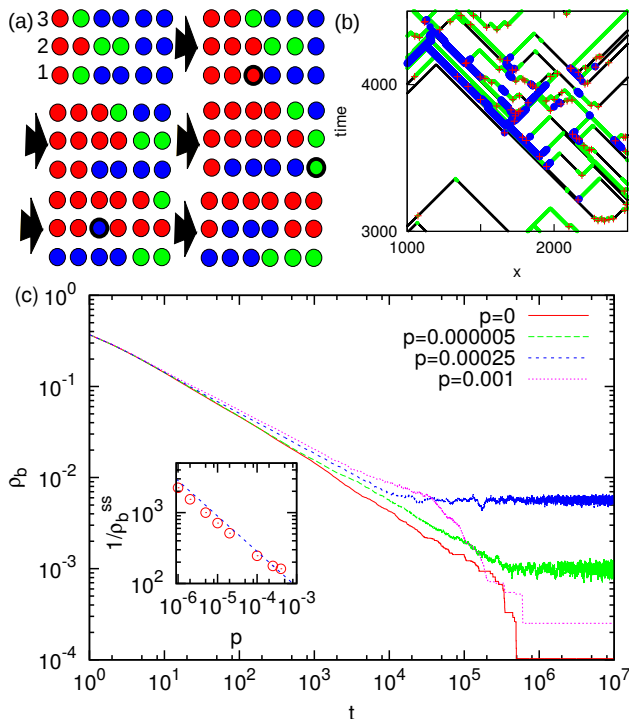 (a)
3
2
1
(b)
4000
3000
time
1000
2000
x
(c)
10^0
10^-1
10^-2
10^-3
10^-4
ρ_b
p=0
p=0.000005
p=0.00025
p=0.001
1/ρ_b^ss
10^3
10^2
10^-6 10^-5 10^-4 10^-3
p
10^0 10^1 10^2 10^3 10^4 10^5 10^6 10^7
t